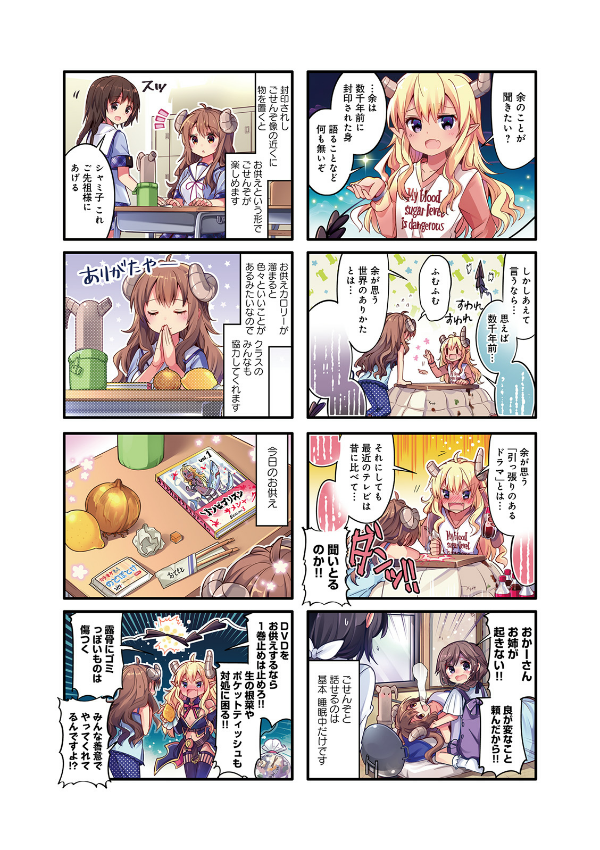 余のことが
聞きたい？
…余は
数千年前に
封印された身
語ることなど
何も無いぞ
My blood
sugar level
is dangerous
しかしあえて
言うなら…
思えば
数千年前…
すわれ
すわれ
ふむふむ
余が思う
世界のありかた
とは…
余が思う
「引っ張りのある
ドラマ」とは…
それにしても
最近のテレビは
昔に比べて…
My blood
聞いとる
のか!!
おかーさん
お姉が
起きない!!
良が変なこと
頼んだから!!
ごせんぞと
話せるのは
基本 睡眠中だけです
封印されし
ごせんぞ像の近くに
物を置くと
お供えという形で
ごせんぞが
楽しめます
スッ
シャミ子 これ
ご先祖様に
あげる
お供えカロリーが
溜まると
色々といいことが
あるみたいなので
クラスの
みんなも
協力してくれます
ありがたやー
今日のお供え
vol.1
おてもと
DVDを
お供えするなら
1巻止めは止めろ!!
生の根菜や
ポケットティッシュも
対処に困る!!
露骨にゴミ
っぽいものは
傷つく
みんな善意で
やってくれて
るんですよ!?